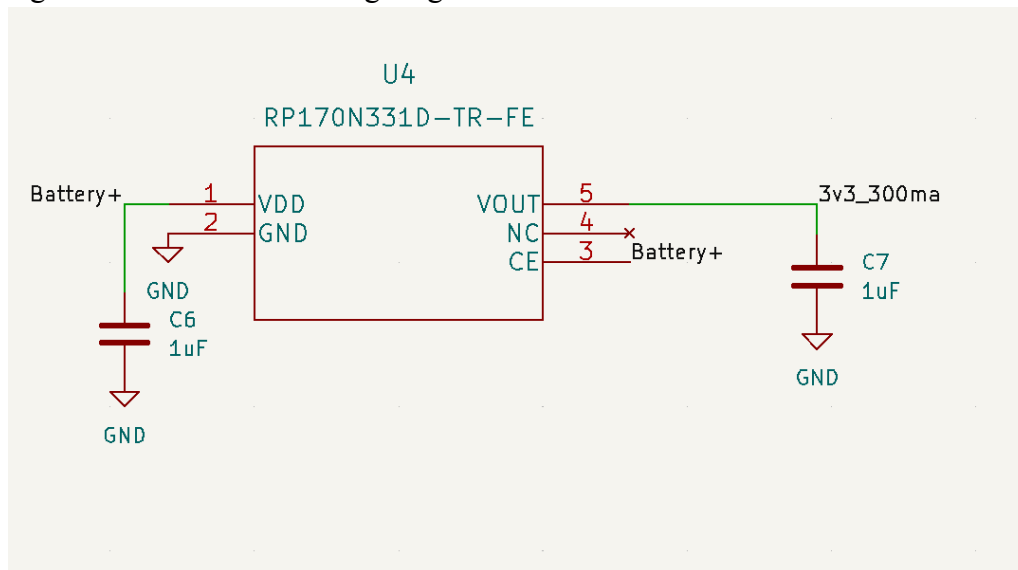 U4
RP170N331D-TR-FE
Battery+
1
VDD
VOUT
5
3v3_300ma
2
GND
NC
4
CE
3
Battery+
GND
C6
1uF
GND
C7
1uF
GND